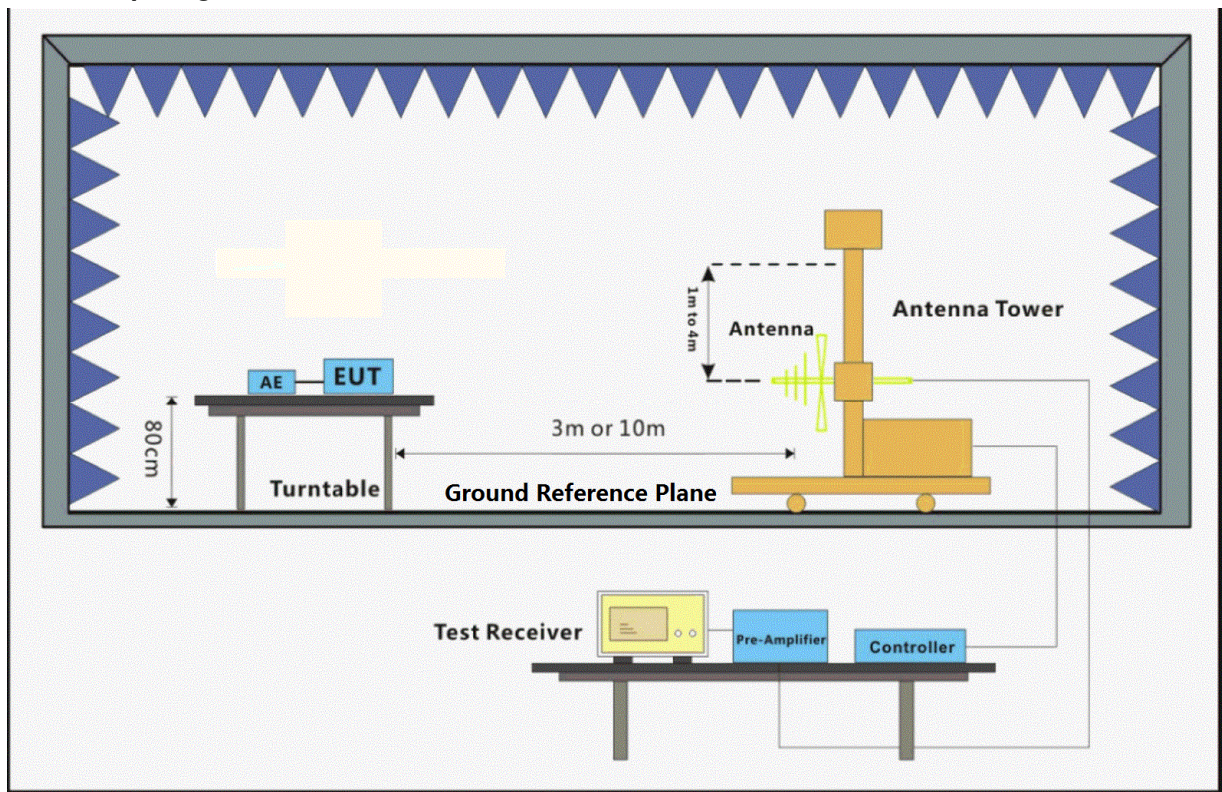 1m to 4m
Antenna Tower
Antenna
AE
EUT
80cm
3m or 10m
Turntable
Ground Reference Plane
Test Receiver
Pre-Amplifier
Controller